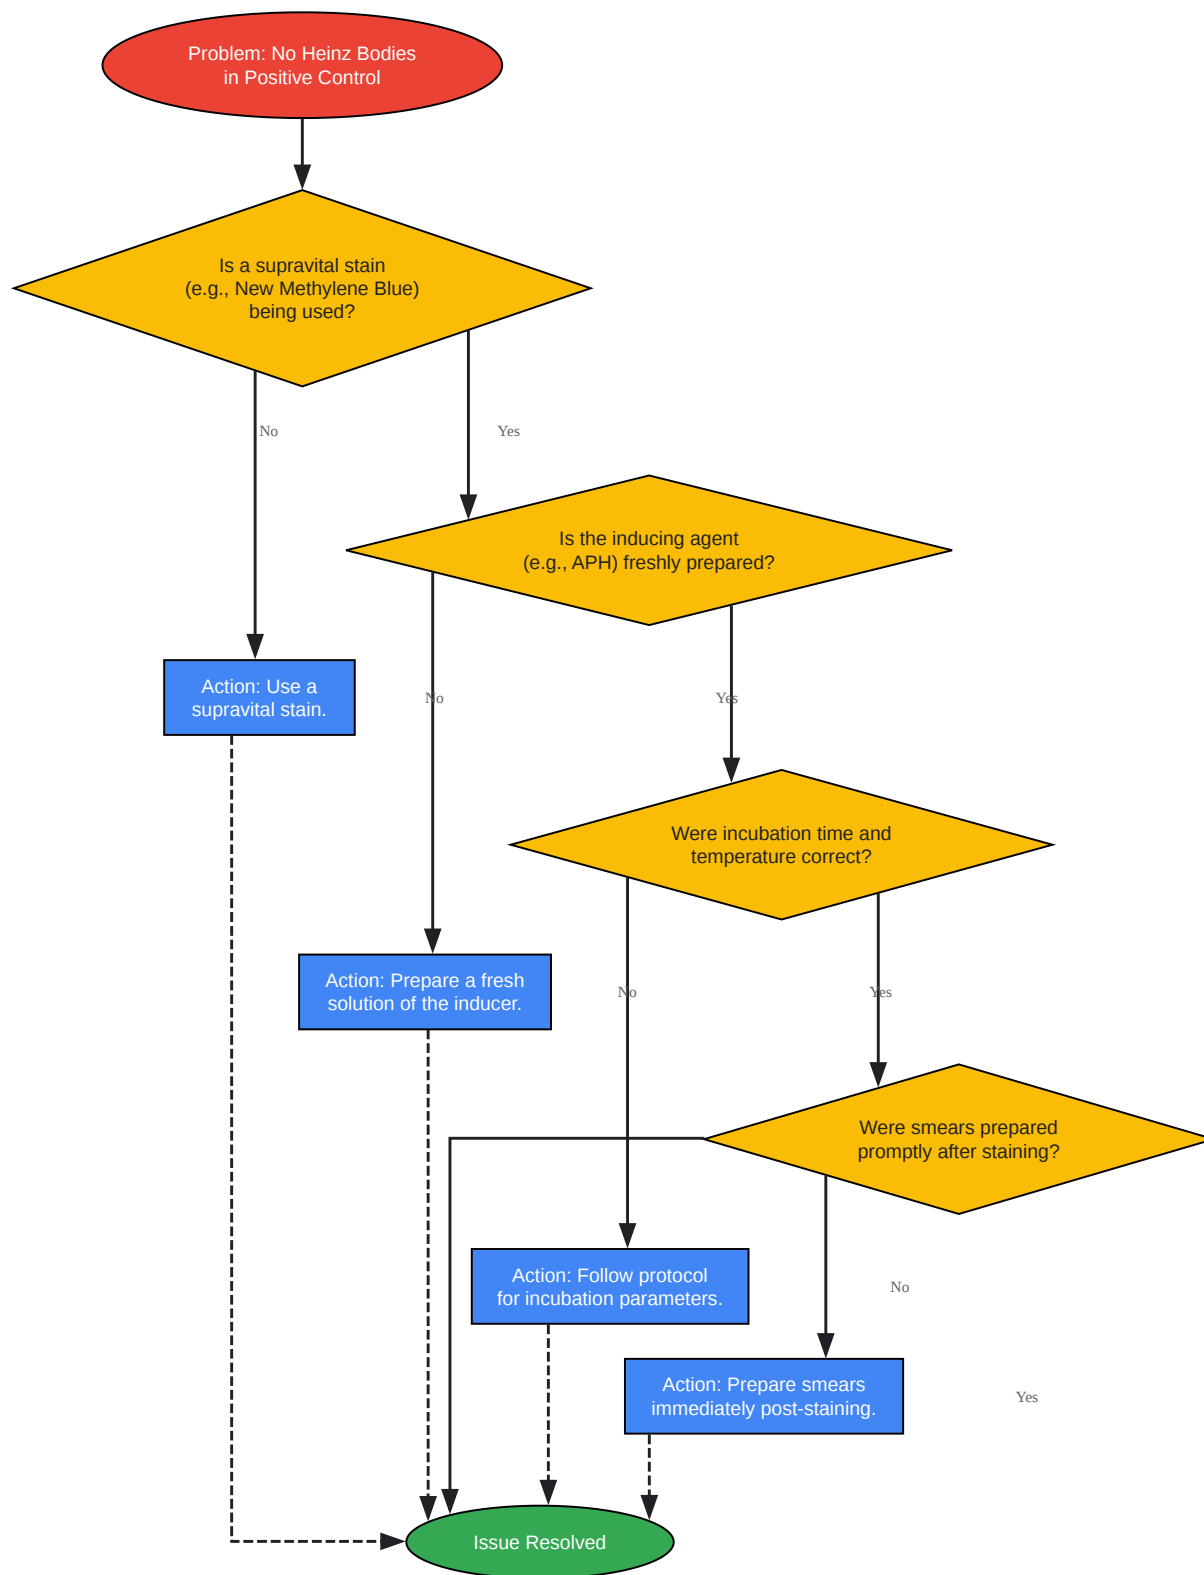 Problem: No Heinz Bodies
in Positive Control
Is a supravital stain
(e.g., New Methylene Blue)
being used?
No
Yes
Is the inducing agent
(e.g., APH) freshly prepared?
Action: Use a
supravital stain.
No
Yes
Were incubation time and
temperature correct?
Action: Prepare a fresh
solution of the inducer.
No
Yes
Were smears prepared
promptly after staining?
Action: Follow protocol
for incubation parameters.
No
Action: Prepare smears
immediately post-staining.
Yes
Issue Resolved